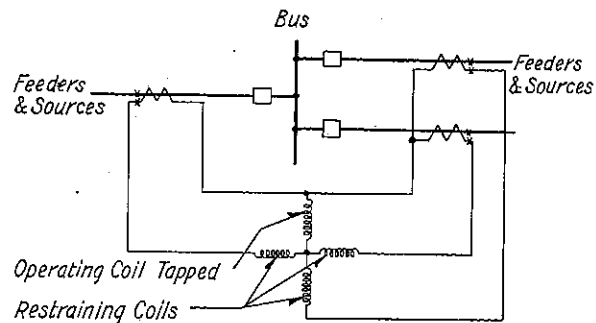 Bus
Feeders
& Sources
Feeders
& Sources
Operating Coil Tapped
Restraining Coils